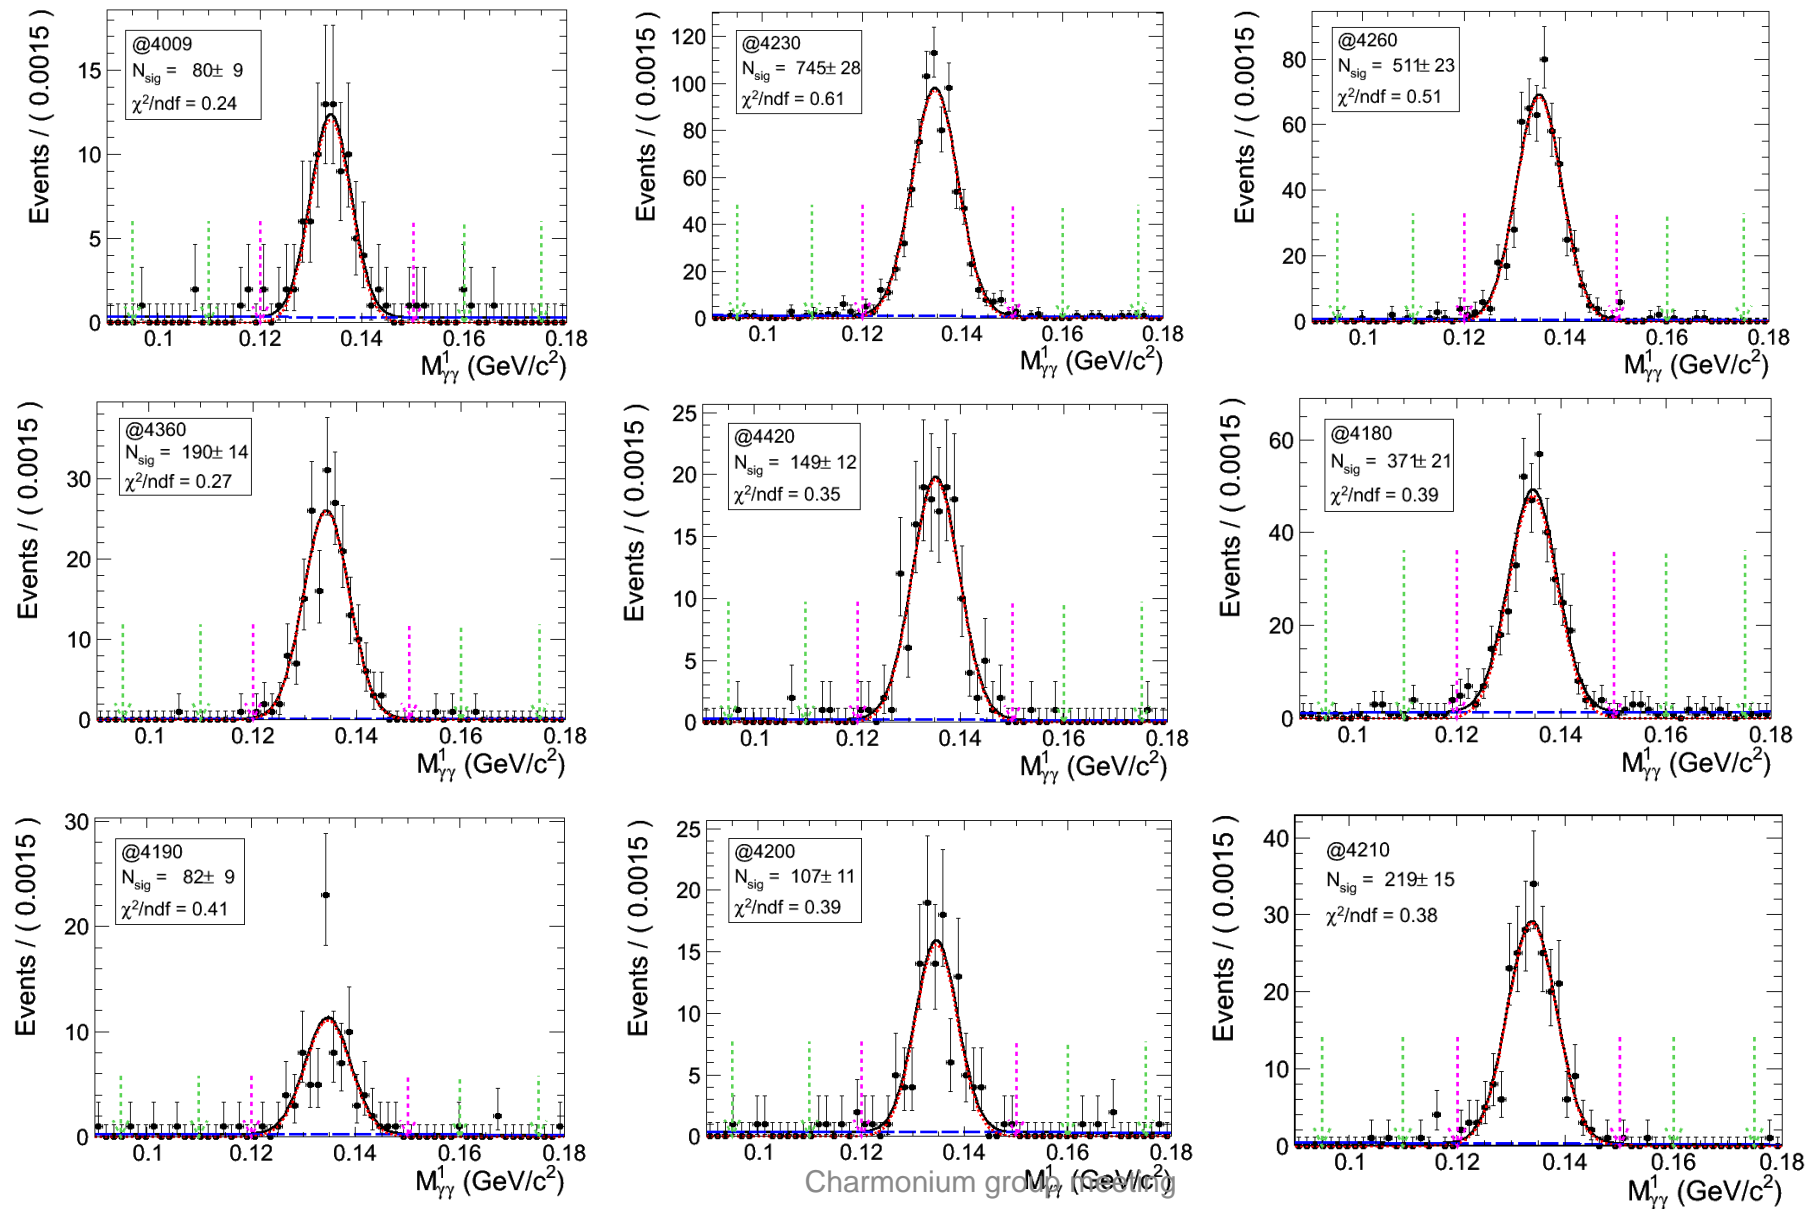 Events / ( 0.0015 )
@4009
N_sig = 80± 9
χ²/ndf = 0.24
15
10
5
0
0.1 0.12 0.14 0.16 0.18
M¹_γγ (GeV/c²)
Events / ( 0.0015 )
@4230
N_sig = 745± 28
χ²/ndf = 0.61
120
100
80
60
40
20
0
0.1 0.12 0.14 0.16 0.18
M¹_γγ (GeV/c²)
Events / ( 0.0015 )
@4260
N_sig = 511± 23
χ²/ndf = 0.51
80
60
40
20
0
0.1 0.12 0.14 0.16 0.18
M¹_γγ (GeV/c²)
Events / ( 0.0015 )
@4360
N_sig = 190± 14
χ²/ndf = 0.27
30
20
10
0
0.1 0.12 0.14 0.16 0.18
M¹_γγ (GeV/c²)
Events / ( 0.0015 )
@4420
N_sig = 149± 12
χ²/ndf = 0.35
25
20
15
10
5
0
0.1 0.12 0.14 0.16 0.18
M¹_γγ (GeV/c²)
Events / ( 0.0015 )
@4180
N_sig = 371± 21
χ²/ndf = 0.39
60
40
20
0
0.1 0.12 0.14 0.16 0.18
M¹_γγ (GeV/c²)
Events / ( 0.0015 )
@4190
N_sig = 82± 9
χ²/ndf = 0.41
30
20
10
0
0.1 0.12 0.14 0.16 0.18
M¹_γγ (GeV/c²)
Events / ( 0.0015 )
@4200
N_sig = 107± 11
χ²/ndf = 0.39
25
20
15
10
5
0
0.1 0.12 0.14 0.16 0.18
M¹_γγ (GeV/c²)
Events / ( 0.0015 )
@4210
N_sig = 219± 15
χ²/ndf = 0.38
40
30
20
10
0
0.1 0.12 0.14 0.16 0.18
M¹_γγ (GeV/c²)
Charmonium group meeting